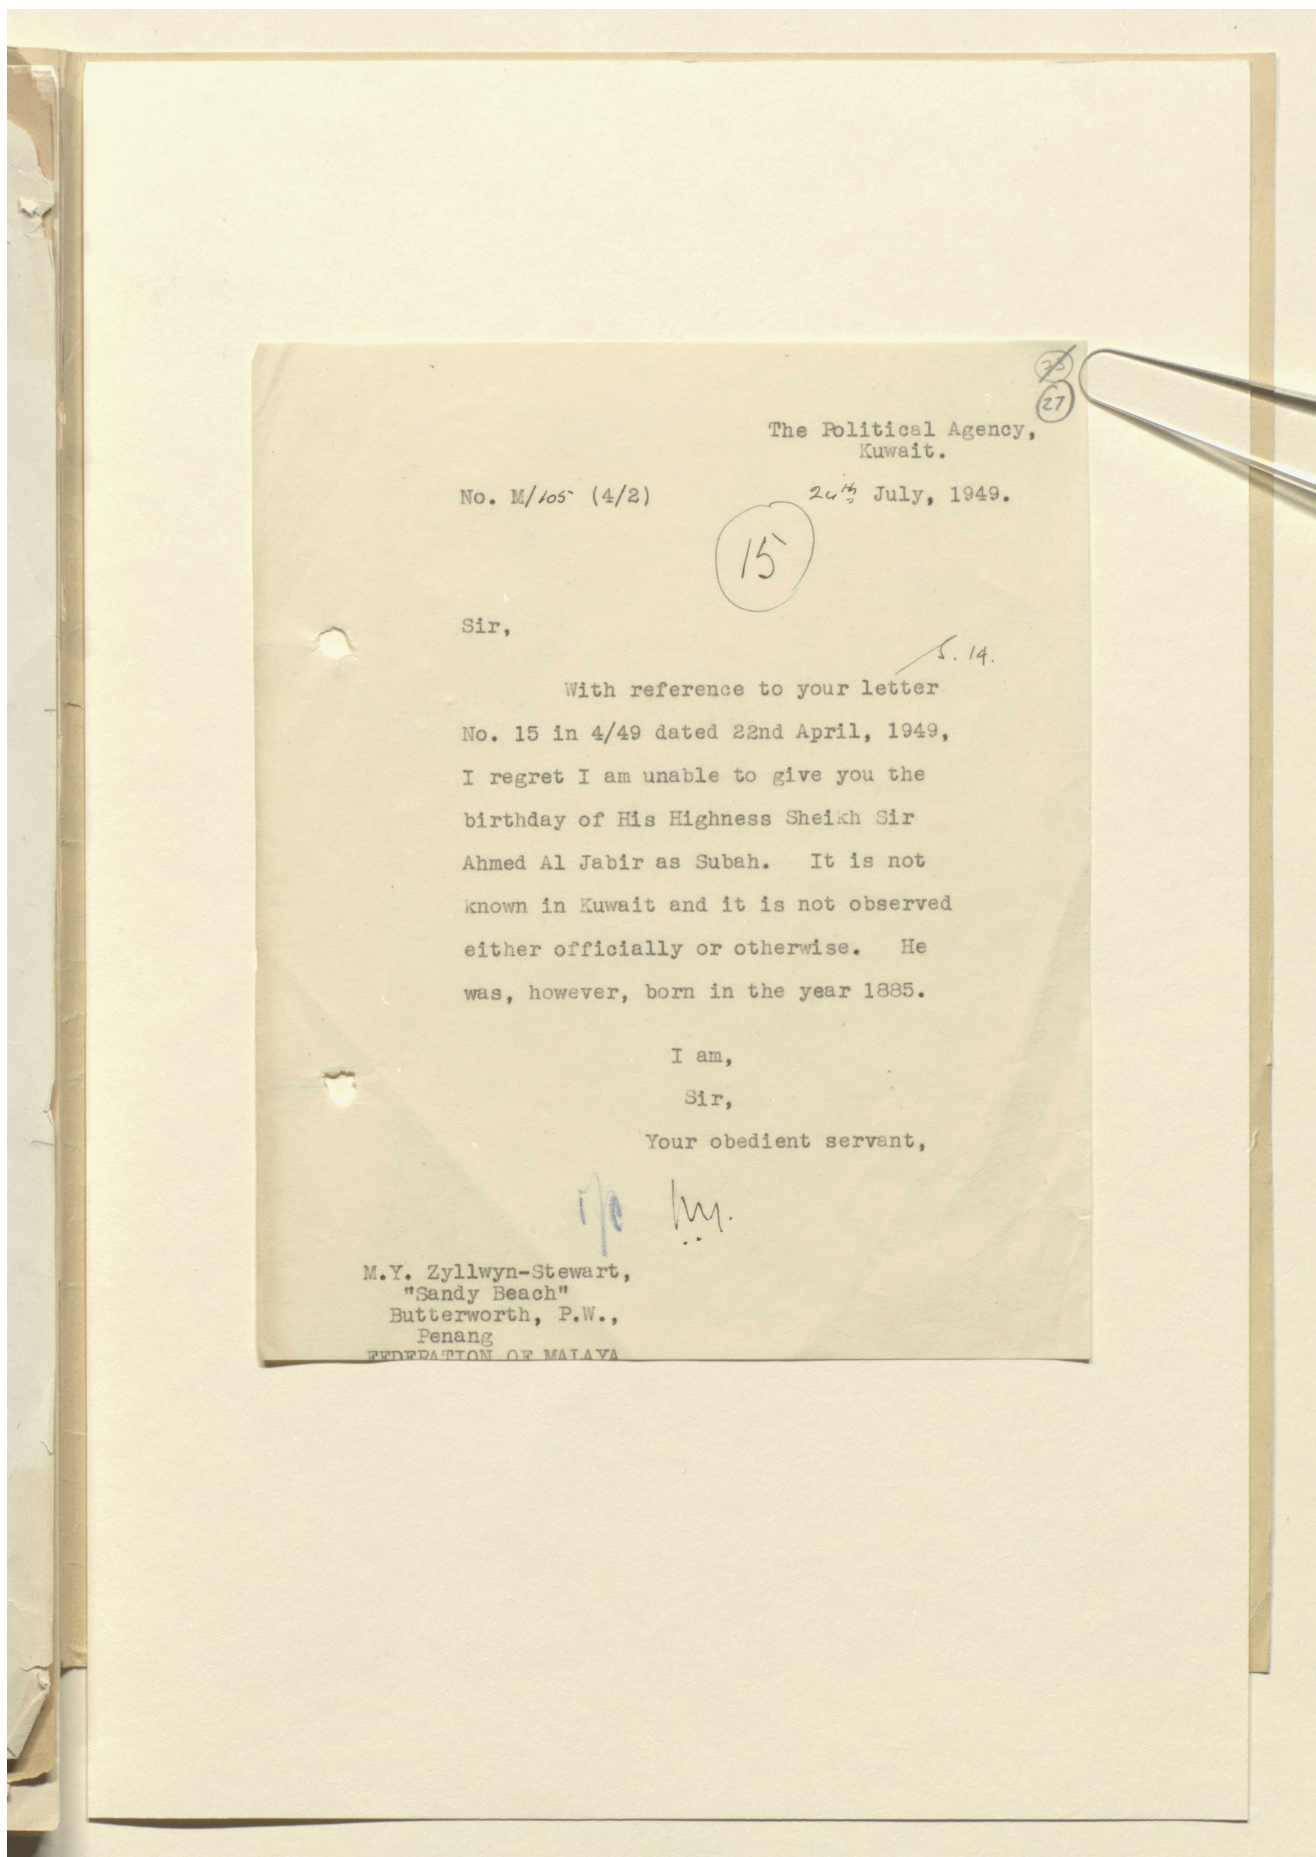 27
The Political Agency,
Kuwait.
No. M/105 (4/2)
July, 1949.
15
Sir,
S. 14.
With reference to your letter
No. 15 in 4/49 dated 22nd April, 1949,
I regret I am unable to give you the
birthday of His Highness Sheikh Sir
Ahmed Al Jabir as Subah. It is not
known in Kuwait and it is not observed
either officially or otherwise. He
was, however, born in the year 1885.
I am,
Sir,
Your obedient servant,
M.Y. Zyllwyn-Stewart,
"Sandy Beach"
Butterworth, P.W.,
Penang
FEDERATION OF MALAYA